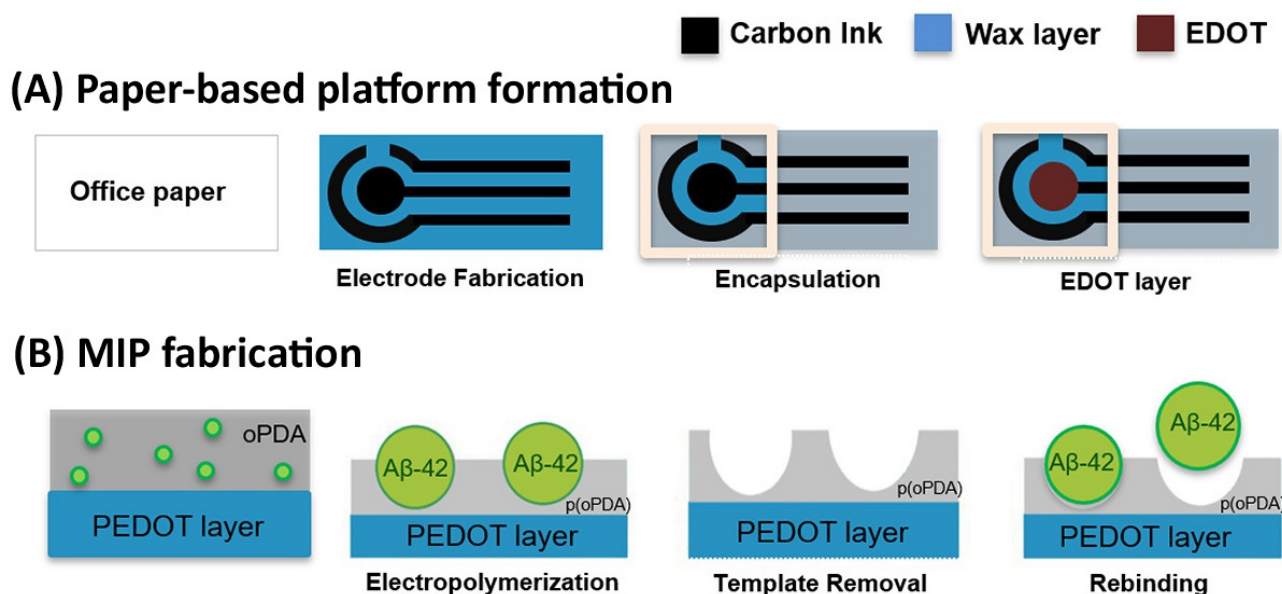 Carbon Ink Wax layer EDOT
(A) Paper-based platform formation
Office paper
Electrode Fabrication
Encapsulation
EDOT layer
(B) MIP fabrication
oPDA
PEDOT layer
Aβ-42 Aβ-42
p(oPDA)
PEDOT layer
Electropolymerization
p(oPDA)
PEDOT layer
Template Removal
Aβ-42
Aβ-42
p(oPDA)
PEDOT layer
Rebinding